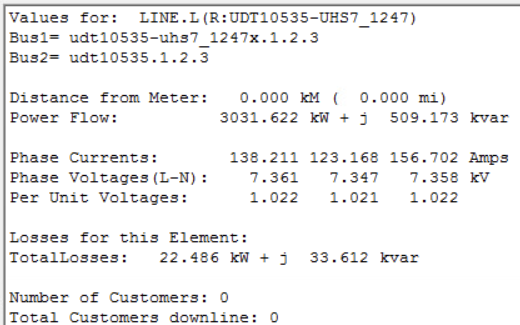 Values for:  LINE.L(R:UDT10535-UHS7_1247)
Bus1= udt10535-uhs7_1247x.1.2.3
Bus2= udt10535.1.2.3
Distance from Meter:   0.000 kM (  0.000 mi)
Power Flow:          3031.622 kW + j  509.173 kvar
Phase Currents:       138.211 123.168 156.702 Amps
Phase Voltages(L-N):    7.361   7.347   7.358 kV
Per Unit Voltages:      1.022   1.021   1.022
Losses for this Element:
TotalLosses:   22.486 kW + j  33.612 kvar
Number of Customers: 0
Total Customers downline: 0